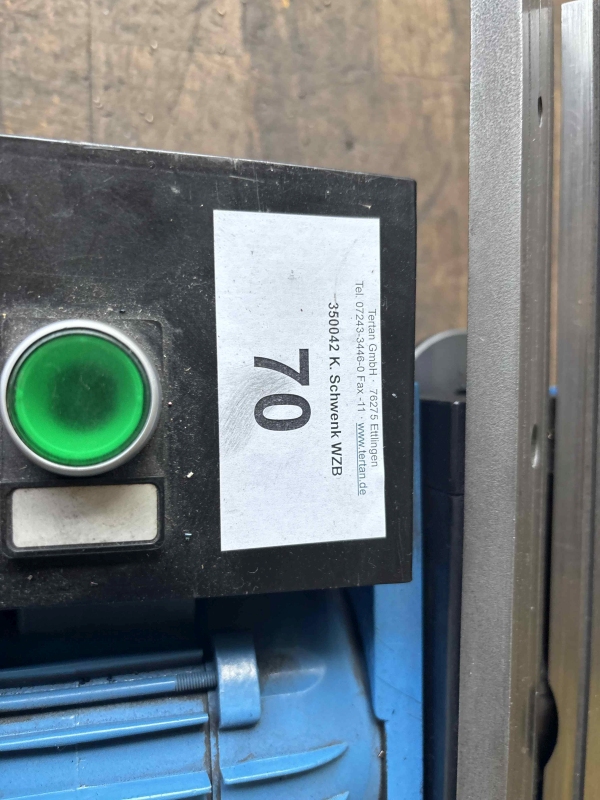 Tertan GmbH · 76275 Ettlingen
Tel. 07243-3446-0 Fax -11 · www.tertan.de
350042 K. Schwenk WZB
70